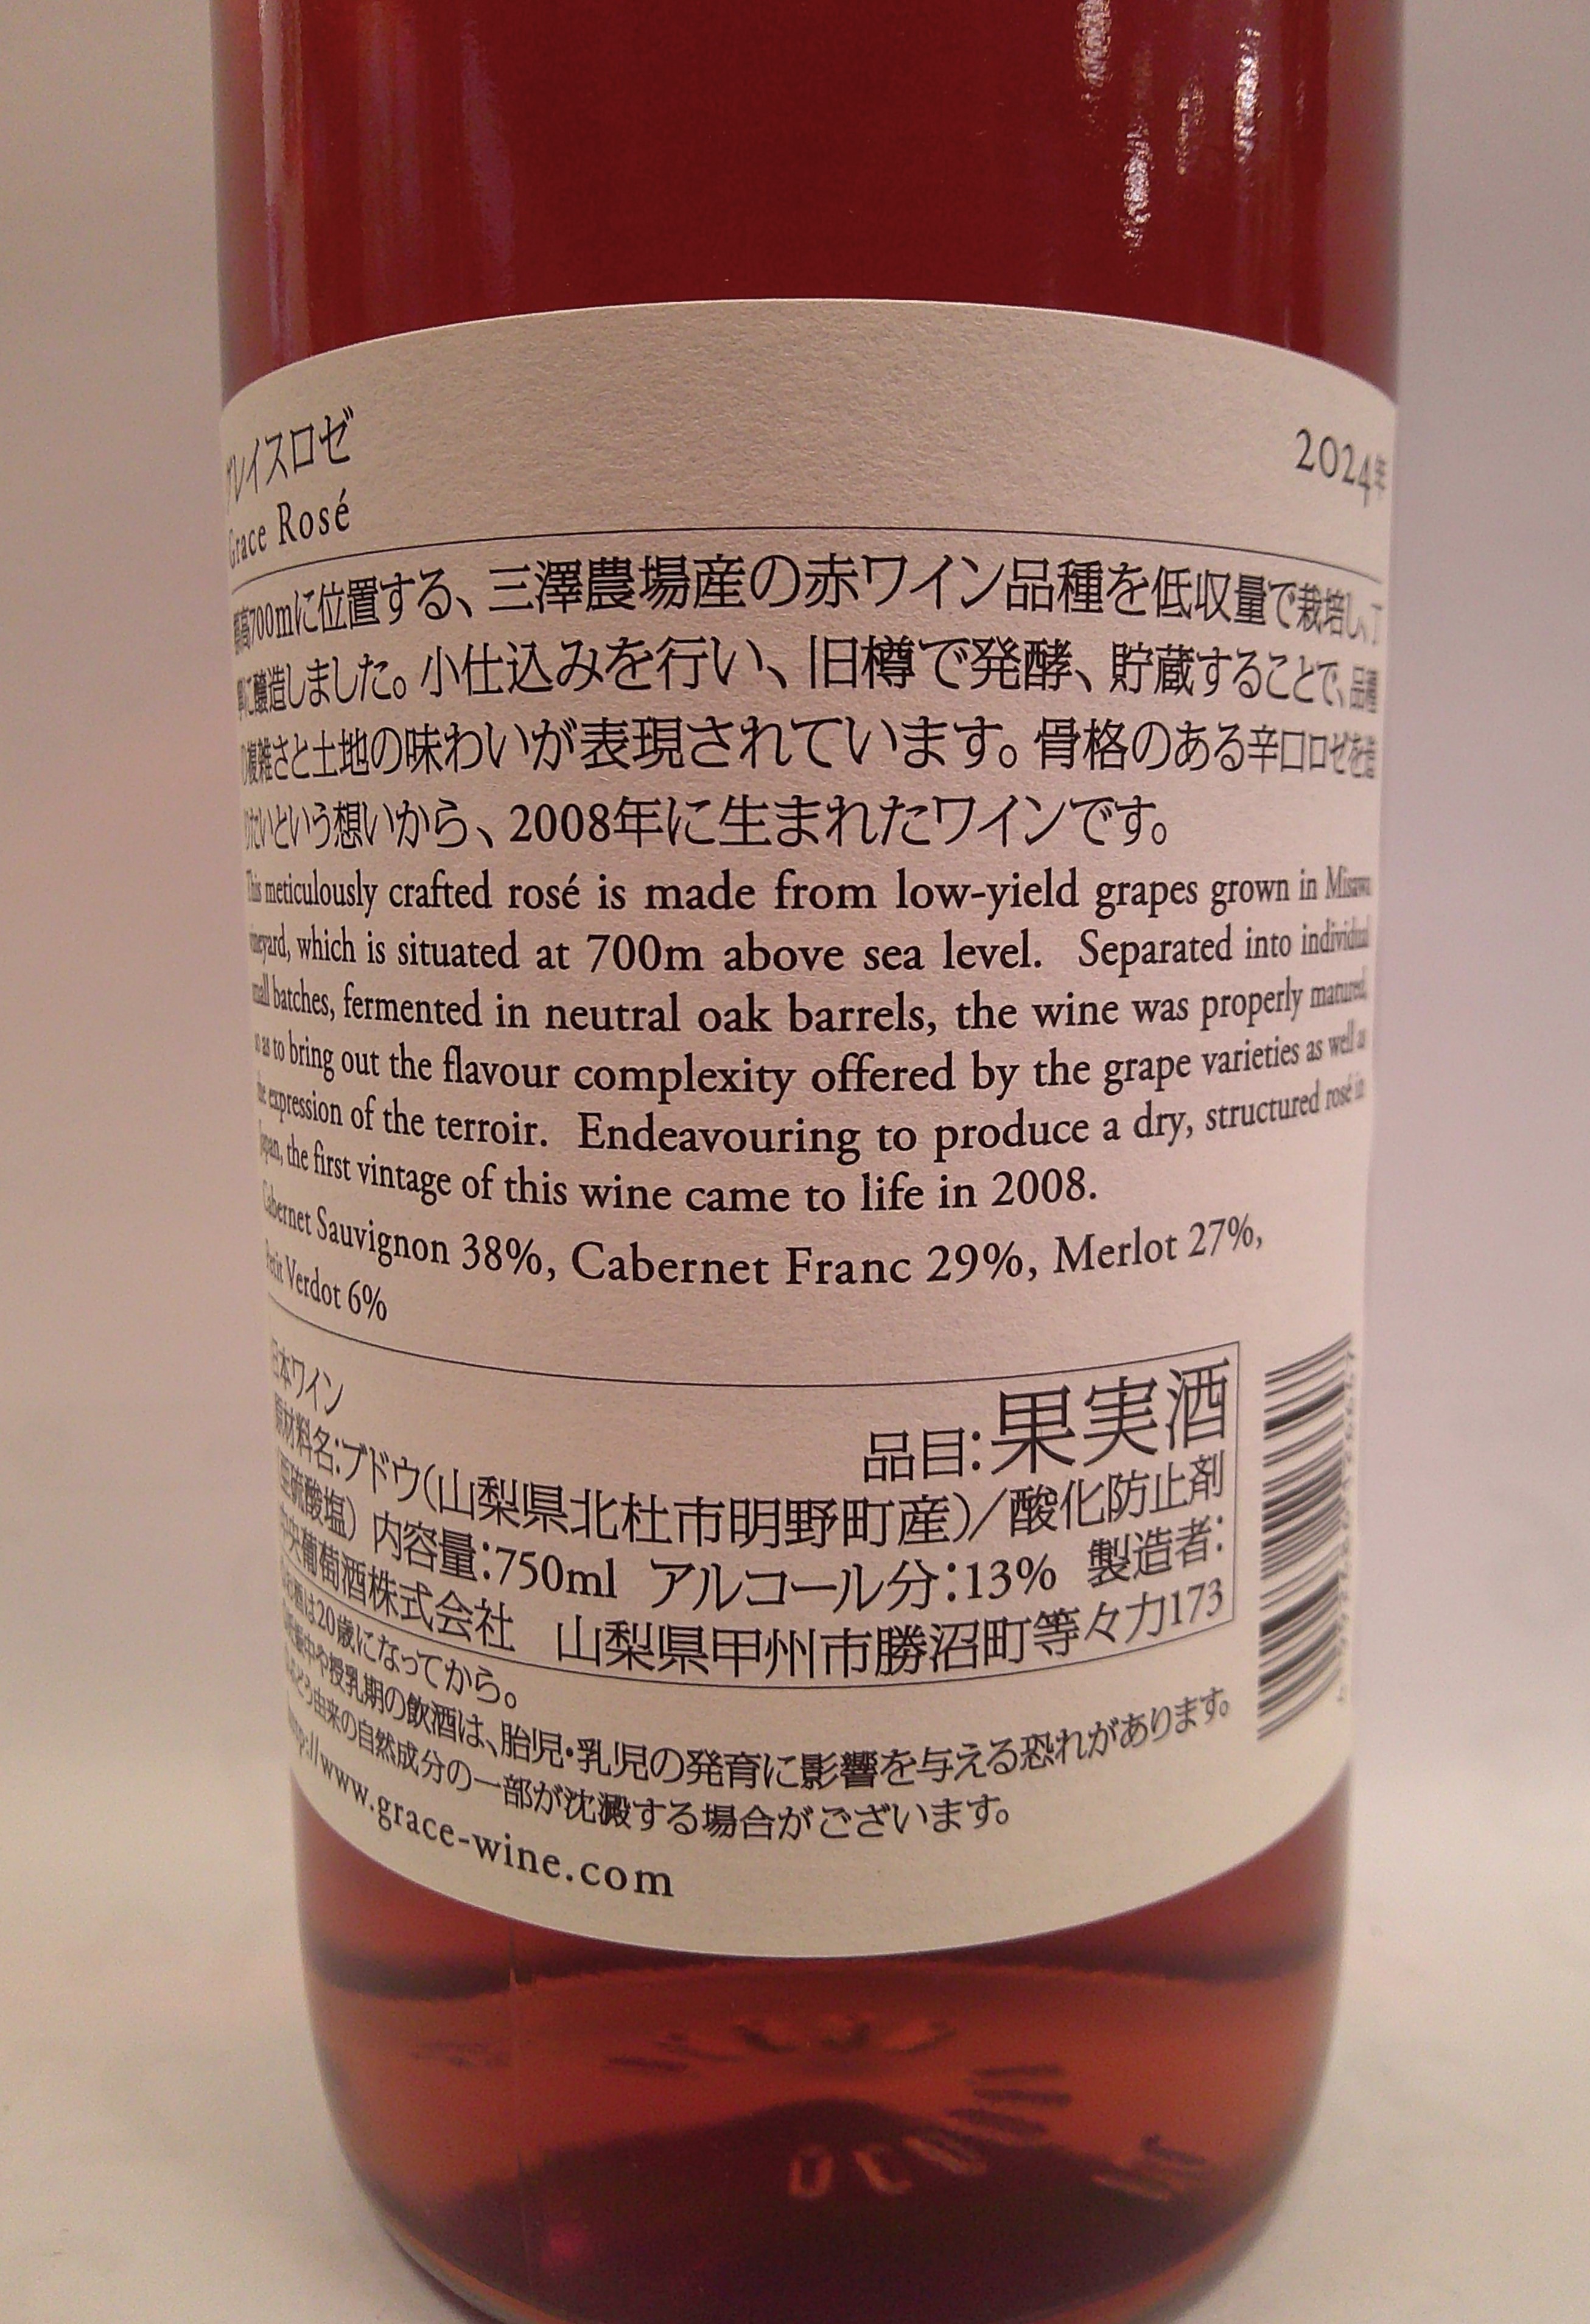 グレイスロゼ
Grace Rosé
2024年
標高700mに位置する、三澤農場産の赤ワイン品種を低収量で栽培し、丁
寧に醸造しました。小仕込みを行い、旧樽で発酵、貯蔵することで、品種
の複雑さと土地の味わいが表現されています。骨格のある辛口ロゼを造
りたいという想いから、2008年に生まれたワインです。
This meticulously crafted rosé is made from low-yield grapes grown in Misawa
vineyard, which is situated at 700m above sea level. Separated into individual
small batches, fermented in neutral oak barrels, the wine was properly matured,
so as to bring out the flavour complexity offered by the grape varieties as well as
the expression of the terroir. Endeavouring to produce a dry, structured rosé in
Japan, the first vintage of this wine came to life in 2008.
Cabernet Sauvignon 38%, Cabernet Franc 29%, Merlot 27%,
Petit Verdot 6%
日本ワイン
品目:果実酒
原材料名:ブドウ(山梨県北杜市明野町産)/酸化防止剤
(亜硫酸塩) 内容量:750ml アルコール分:13% 製造者:
中央葡萄酒株式会社 山梨県甲州市勝沼町等々力173
お酒は20歳になってから。
妊娠中や授乳期の飲酒は、胎児・乳児の発育に影響を与える恐れがあります。
ぶどう由来の自然成分の一部が沈澱する場合がございます。
http://www.grace-wine.com